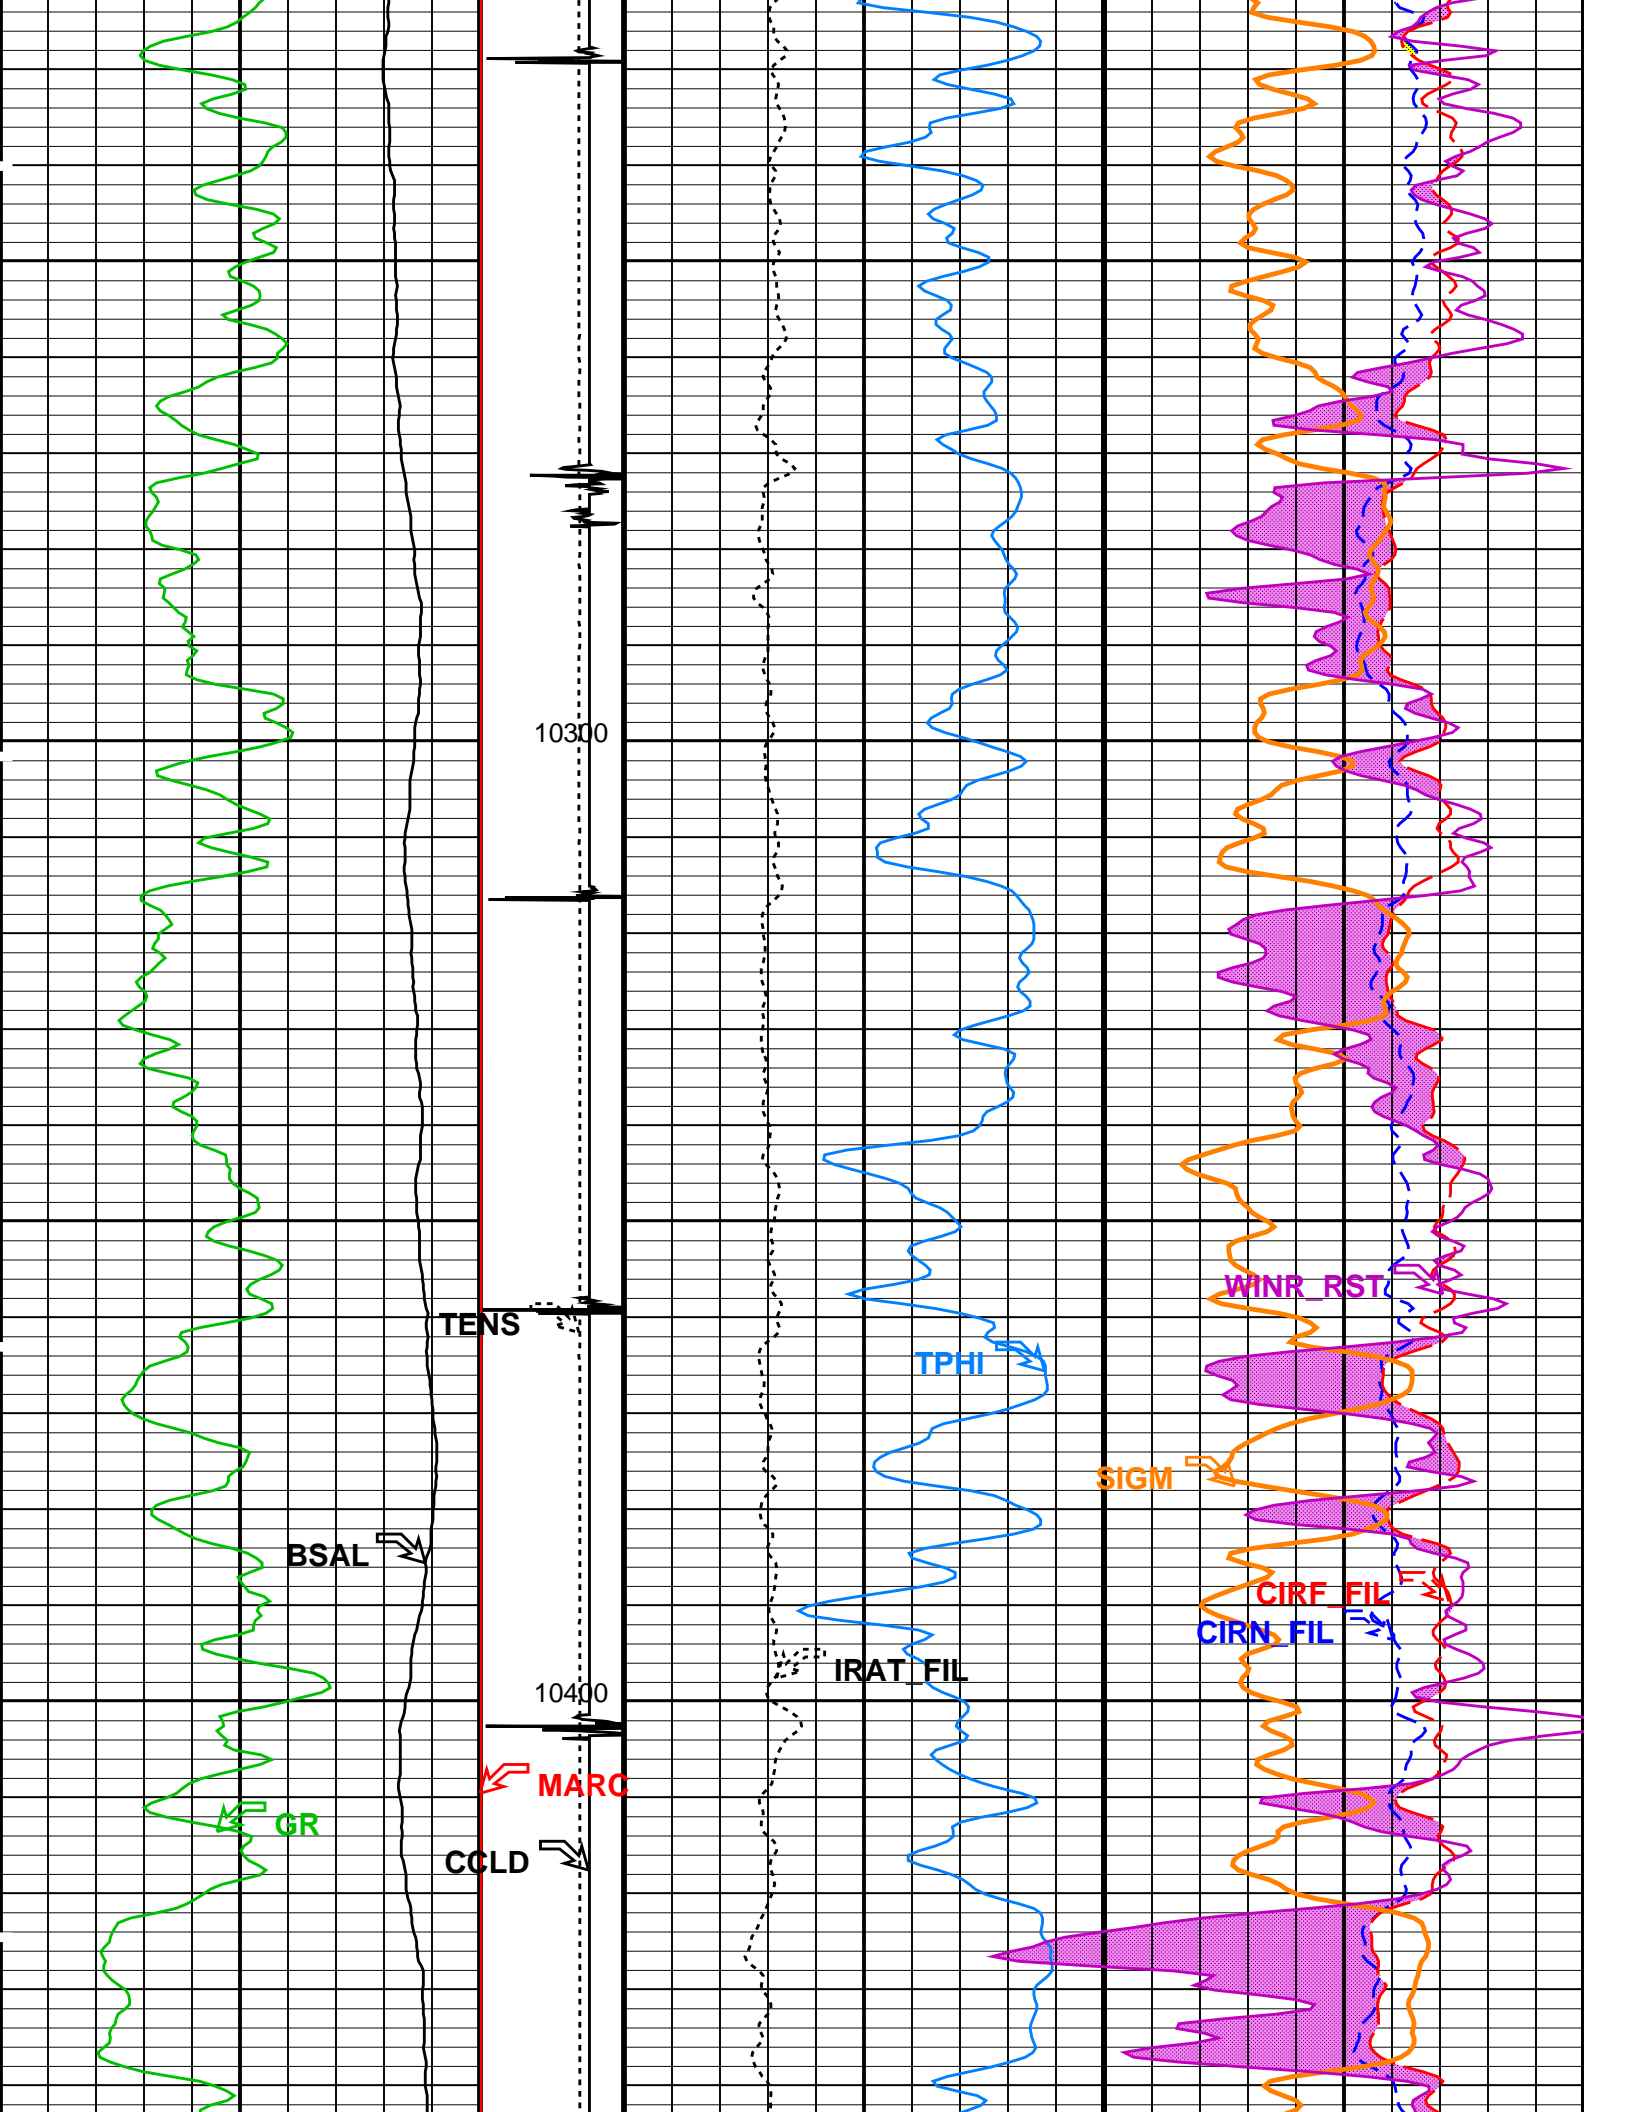 10300
WINR_RST
TENS
TPHI
SIGM
BSAL
CIRF_FIL
CIRN_FIL
IRAT_FIL
10400
MARC
GR
CCLD